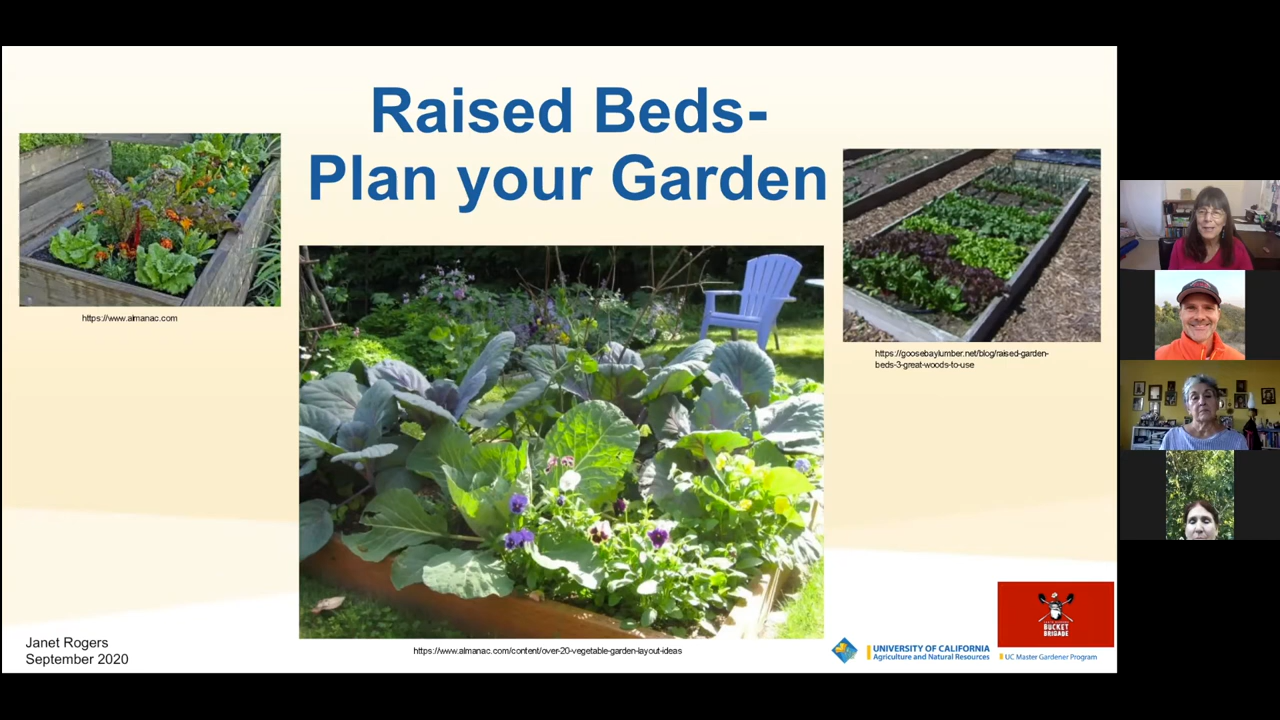 Raised Beds-
Plan your Garden
https://www.almanac.com
https://goosebaylumber.net/blog/raised-garden-
beds-3-great-woods-to-use
Janet Rogers
September 2020
https://www.almanac.com/content/over-20-vegetable-garden-layout-ideas
UNIVERSITY OF CALIFORNIA
Agriculture and Natural Resources
BUCKET
BRIGADE
UC Master Gardener Program